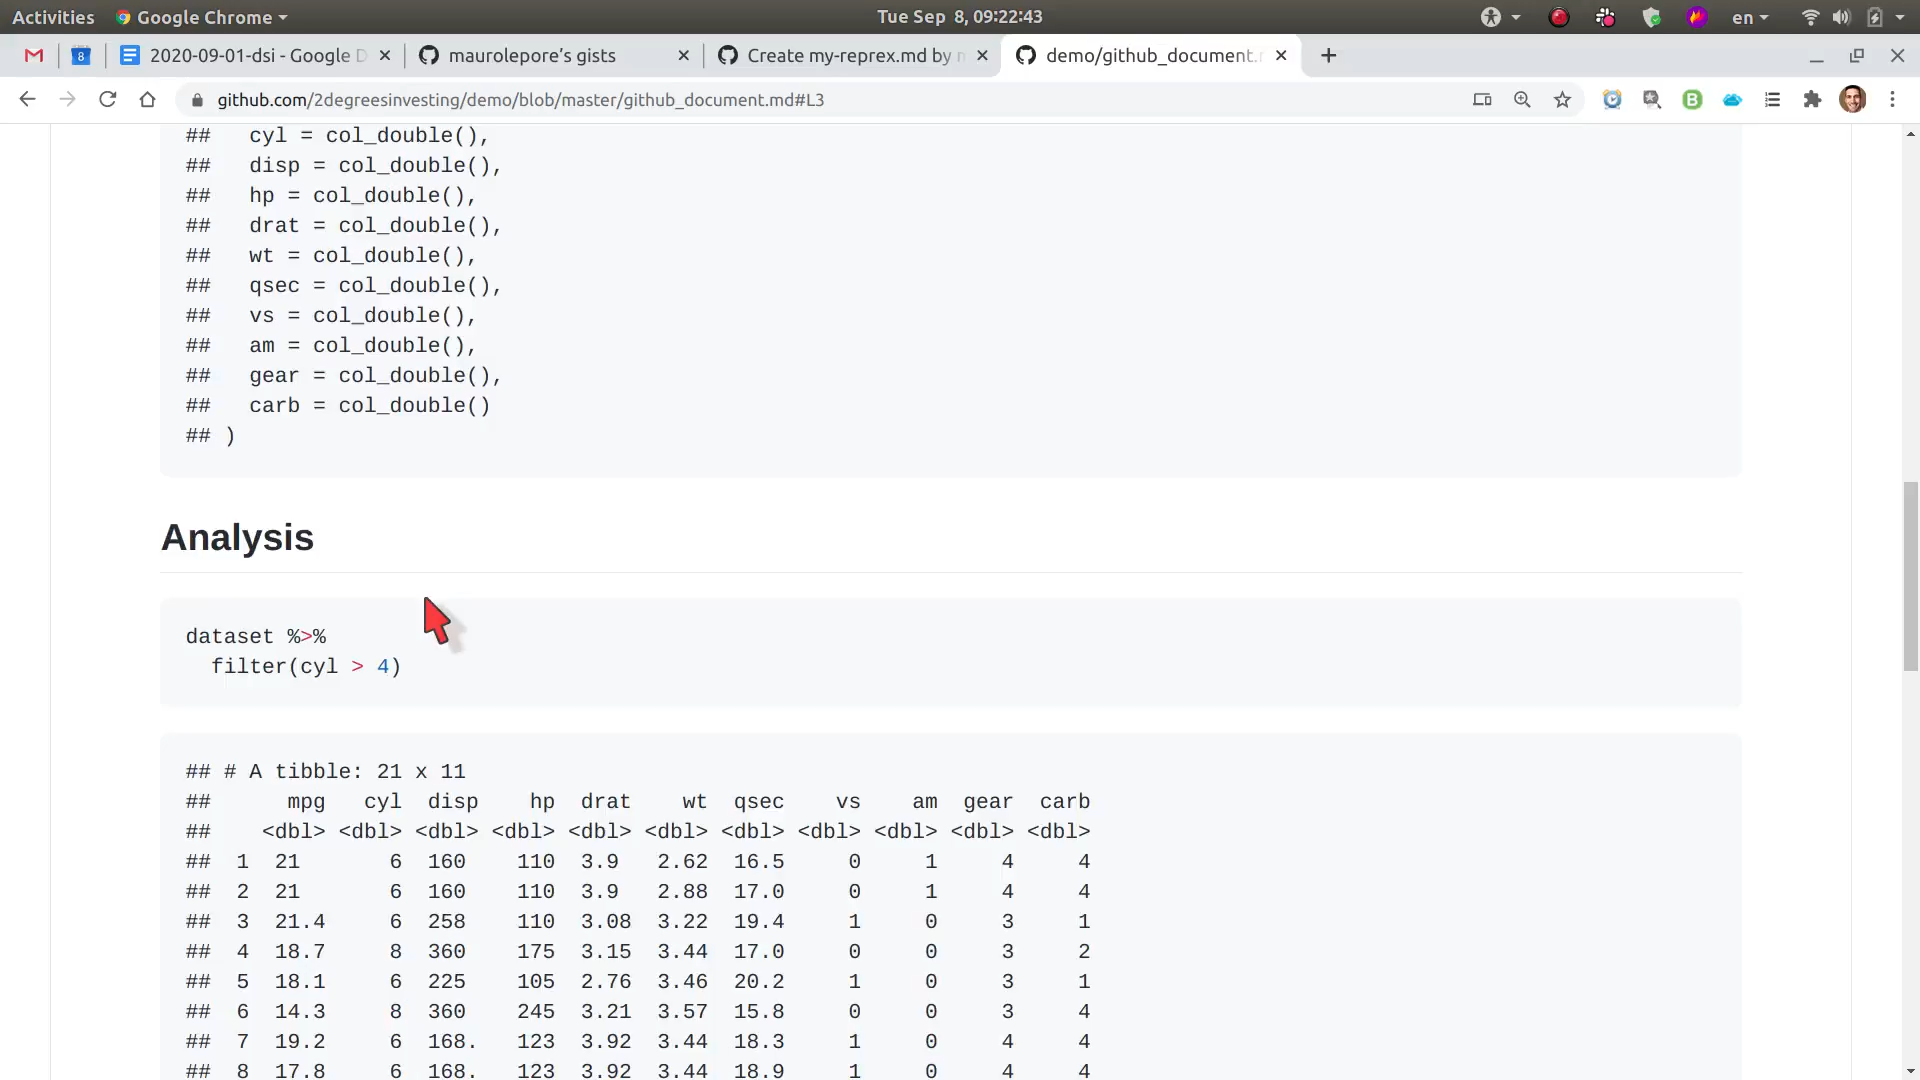 Activities Google Chrome Tue Sep 8, 09:22:43 en
8 2020-09-01-dsi - Google D maurolepore's gists Create my-reprex.md by demo/github_document.
github.com/2degreesinvesting/demo/blob/master/github_document.md#L3
##   cyl = col_double(),
##   disp = col_double(),
##   hp = col_double(),
##   drat = col_double(),
##   wt = col_double(),
##   qsec = col_double(),
##   vs = col_double(),
##   am = col_double(),
##   gear = col_double(),
##   carb = col_double()
## )
Analysis
dataset %>%
  filter(cyl > 4)
## # A tibble: 21 x 11
##      mpg   cyl  disp    hp  drat    wt  qsec    vs    am  gear  carb
##    <dbl> <dbl> <dbl> <dbl> <dbl> <dbl> <dbl> <dbl> <dbl> <dbl> <dbl>
##  1  21       6  160    110  3.9   2.62  16.5     0     1     4     4
##  2  21       6  160    110  3.9   2.88  17.0     0     1     4     4
##  3  21.4     6  258    110  3.08  3.22  19.4     1     0     3     1
##  4  18.7     8  360    175  3.15  3.44  17.0     0     0     3     2
##  5  18.1     6  225    105  2.76  3.46  20.2     1     0     3     1
##  6  14.3     8  360    245  3.21  3.57  15.8     0     0     3     4
##  7  19.2     6  168.   123  3.92  3.44  18.3     1     0     4     4
##  8  17.8     6  168.   123  3.92  3.44  18.9     1     0     4     4